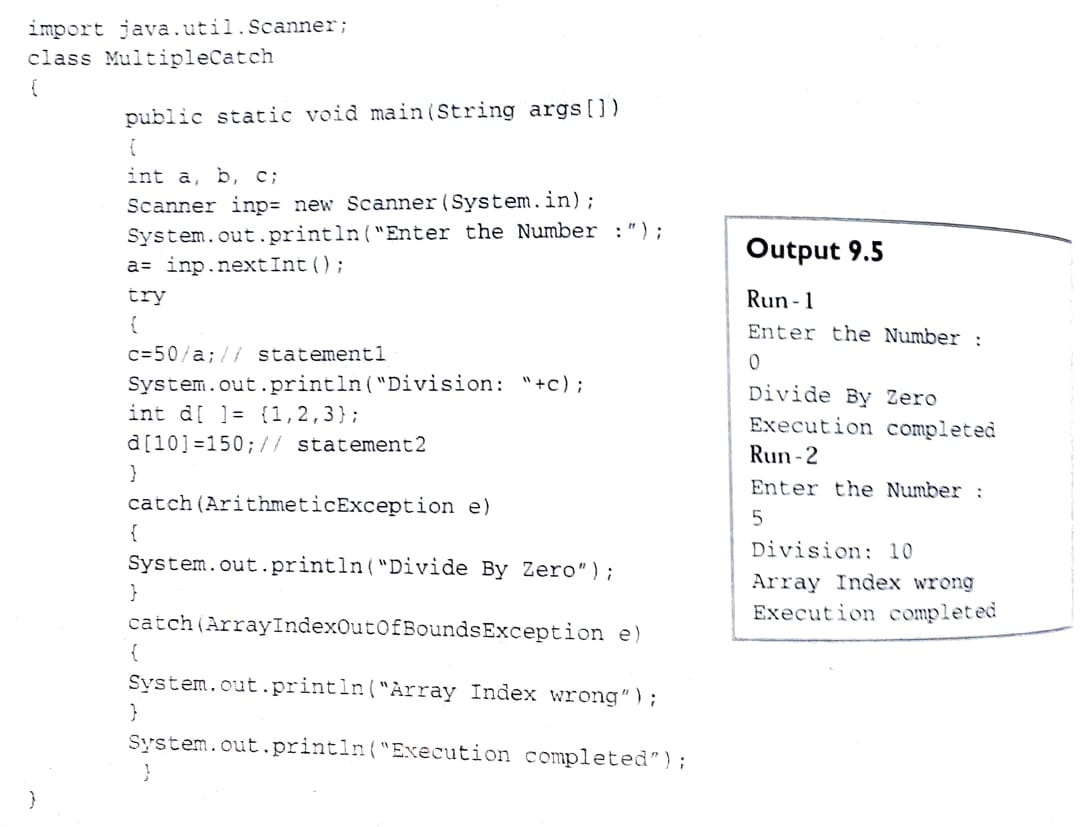 import java.util.Scanner;
class MultipleCatch
{
public static void main(String args[])
{
int a, b, c;
Scanner inp= new Scanner(System.in);
System.out.println("Enter the Number :");
a= inp.nextInt();
try
{
c=50/a;// statement1
System.out.println("Division: "+c);
int d[ ]= {1,2,3};
d[10]=150;// statement2
}
catch(ArithmeticException e)
{
System.out.println("Divide By Zero");
}
catch(ArrayIndexOutOfBoundsException e)
{
System.out.println("Array Index wrong");
}
System.out.println("Execution completed");
}
}
Output 9.5
Run-1
Enter the Number :
0
Divide By Zero
Execution completed
Run-2
Enter the Number :
5
Division: 10
Array Index wrong
Execution completed